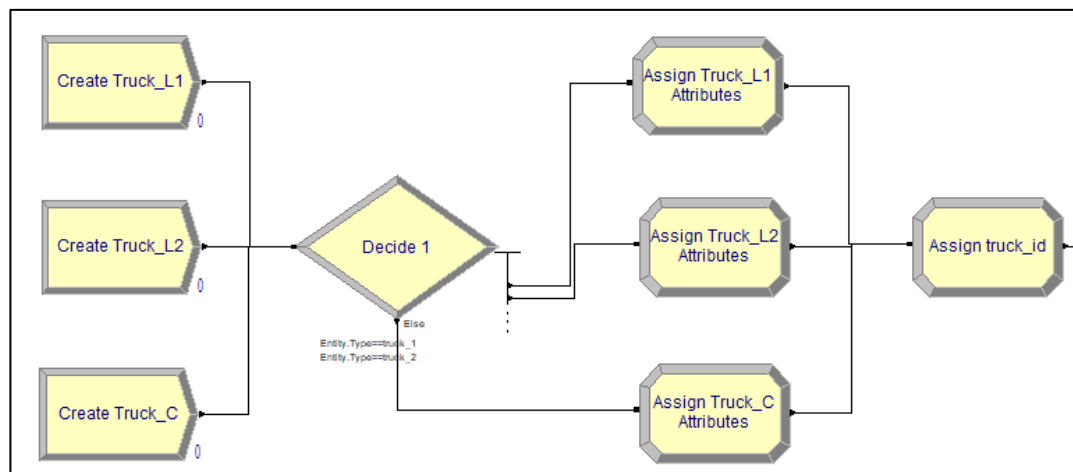 Create Truck_L1
0
Assign Truck_L1
Attributes
Create Truck_L2
0
Decide 1
Assign Truck_L2
Attributes
Assign truck_id
Else
Entity.Type==truck_1
Entity.Type==truck_2
Create Truck_C
0
Assign Truck_C
Attributes